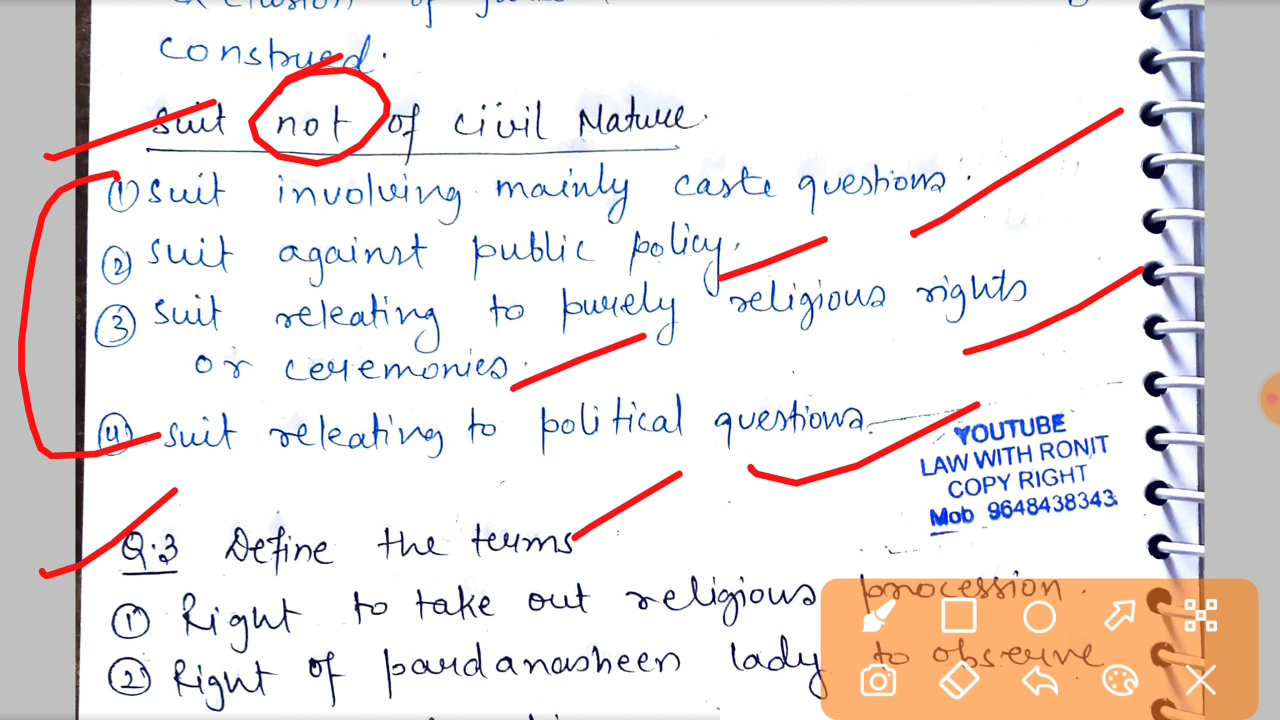 construed.
Suit not of civil Nature.
① suit involving mainly caste questions.
② suit against public policy.
③ suit releating to purely religious rights
or ceremonies.
④ suit releating to political questions.
YOUTUBE
LAW WITH RONIT
COPY RIGHT
Mob 9648438343
Q.3 Define the terms
① Right to take out religious procession.
② Right of pardanasheen lady to observe